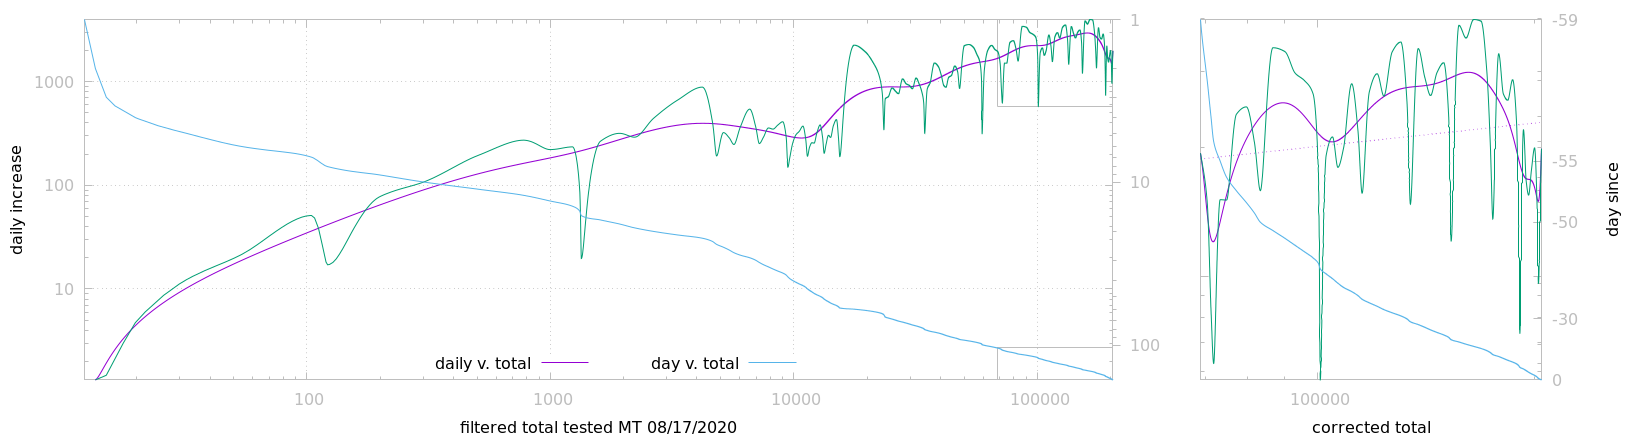 1000
100
10
daily increase
daily v. total
day v. total
100
1000
10000
100000
filtered total tested MT 08/17/2020
1
10
100
-59
-55
-50
-30
0
day since
100000
corrected total